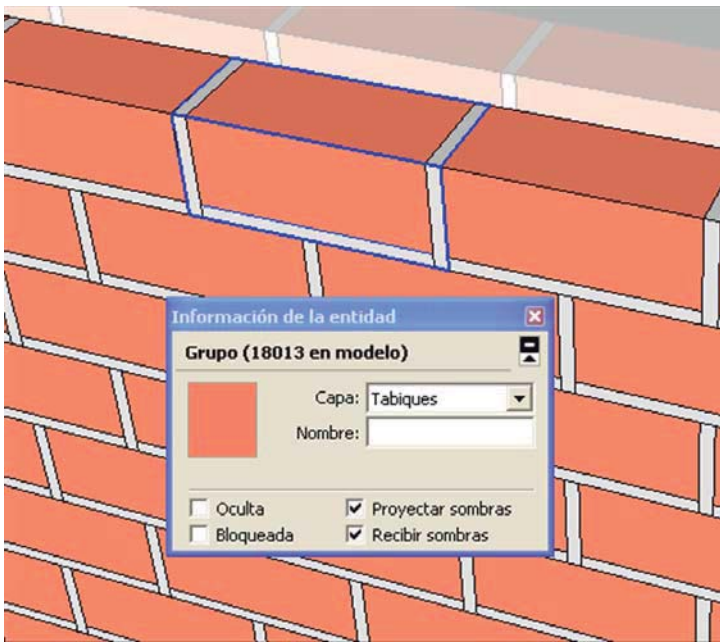 Información de la entidad
Grupo (18013 en modelo)
Capa: Tabiques
Nombre:
Oculta Proyectar sombras
Bloqueada Recibir sombras